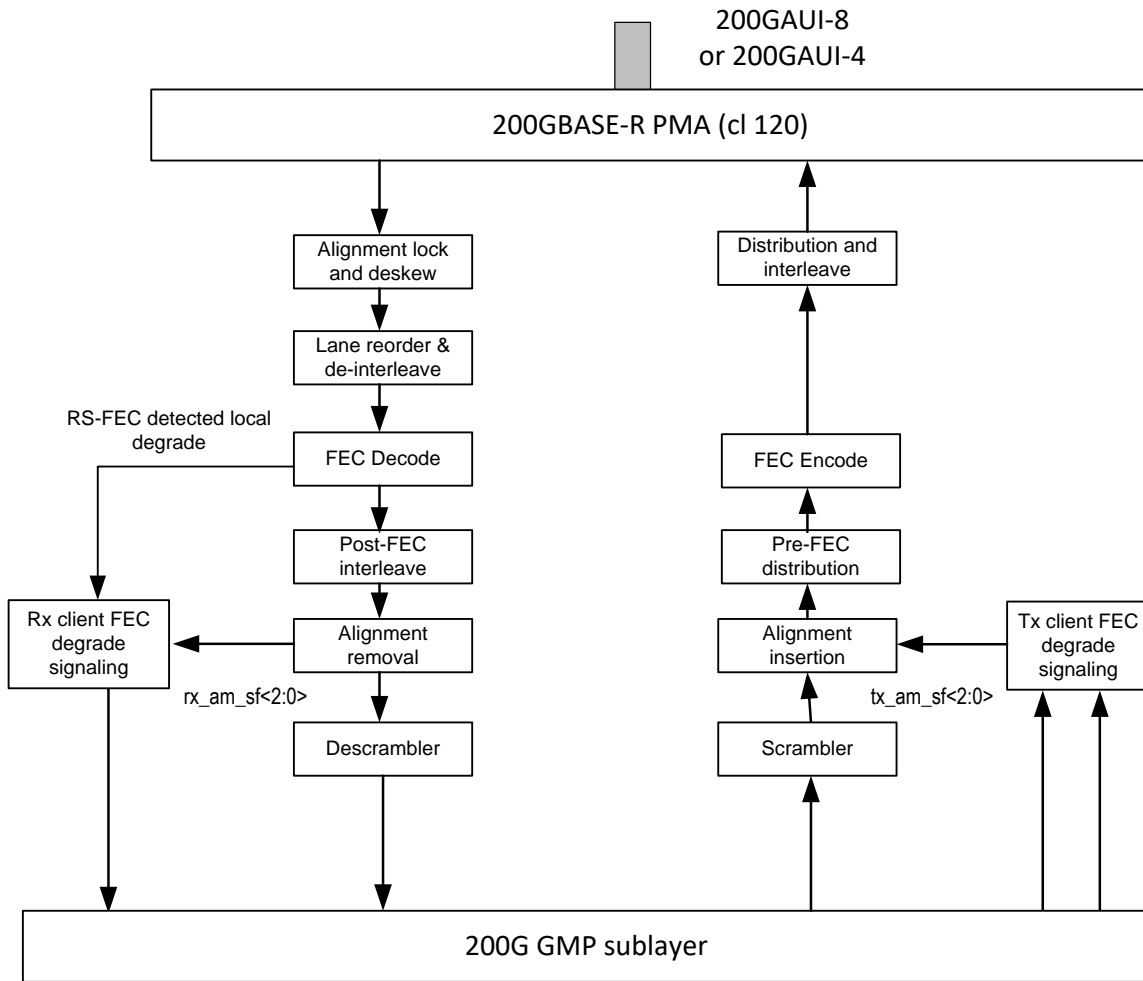 200GAUI-8
or 200GAUI-4
200GBASE-R PMA (cl 120)
Alignment lock
and deskew
Distribution and
interleave
Lane reorder &
de-interleave
RS-FEC detected local
degrade
FEC Decode
FEC Encode
Post-FEC
interleave
Pre-FEC
distribution
Rx client FEC
degrade
signaling
Alignment
removal
Alignment
insertion
Tx client FEC
degrade
signaling
rx_am_sf<2:0>
tx_am_sf<2:0>
Descrambler
Scrambler
200G GMP sublayer